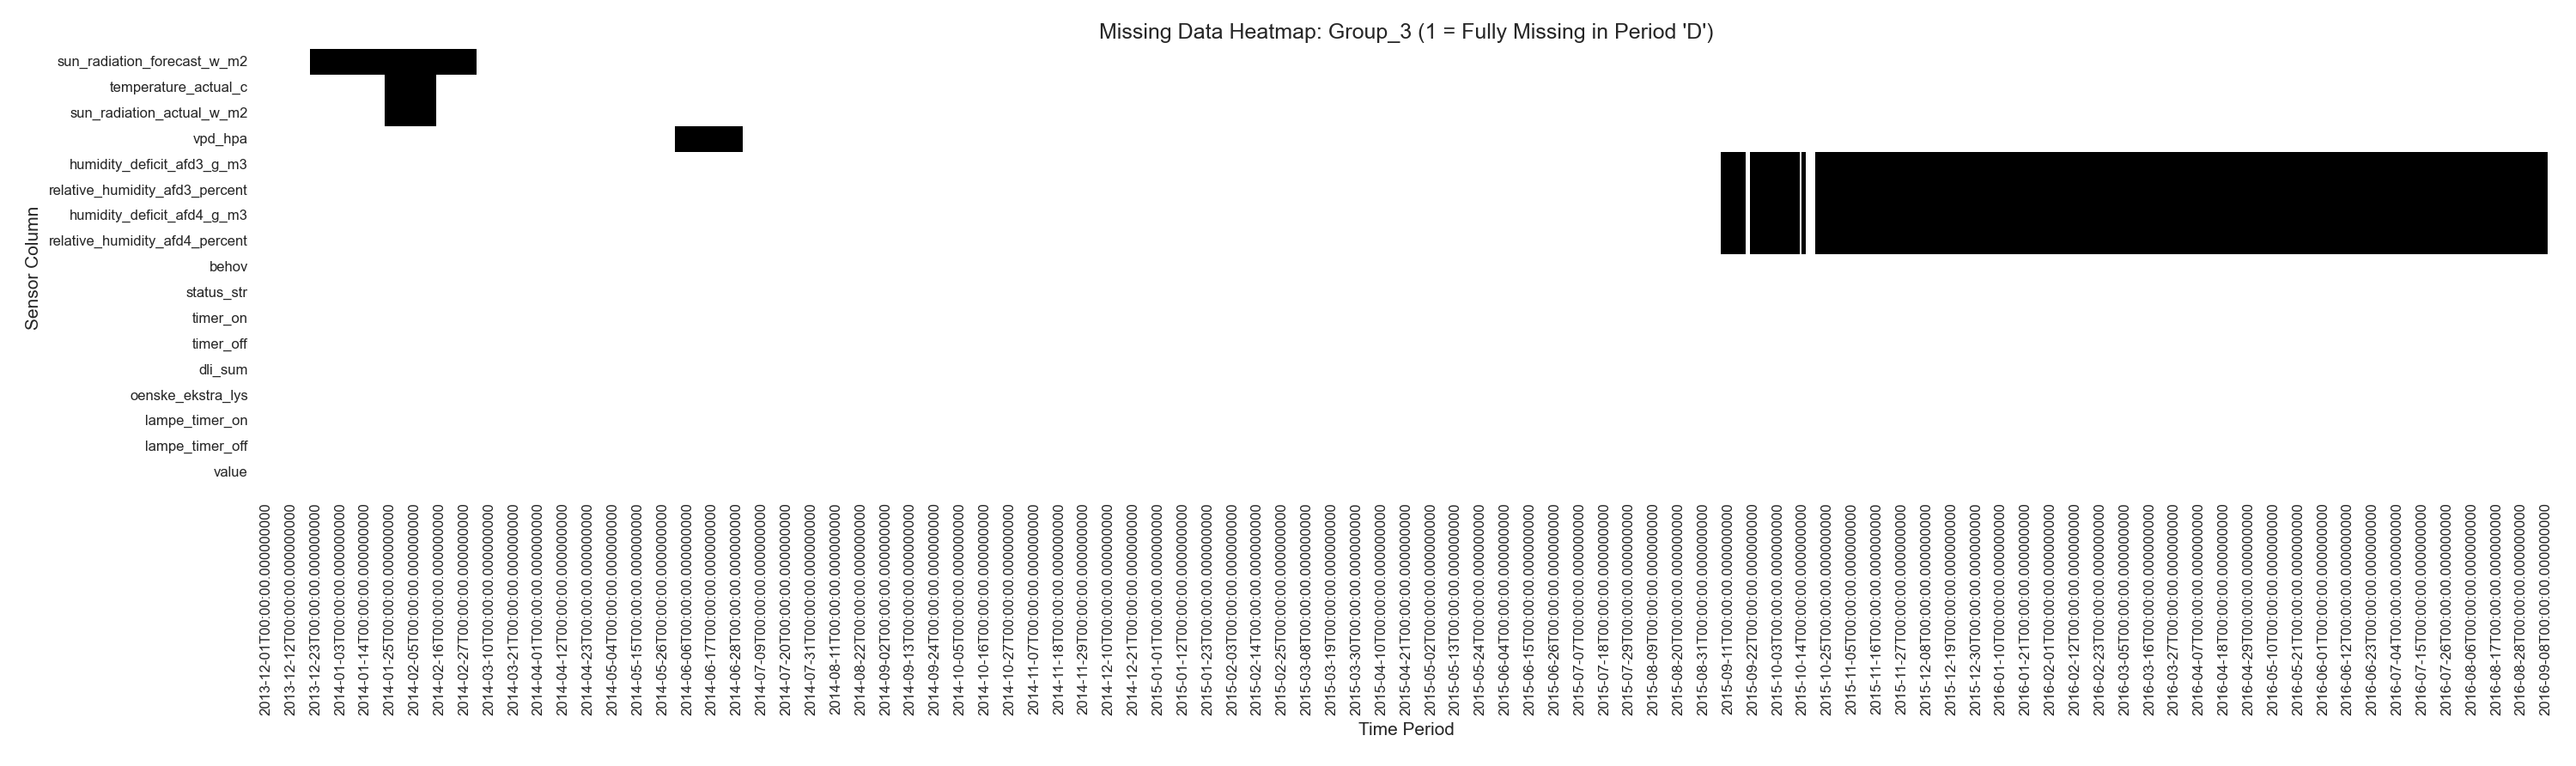 Missing Data Heatmap: Group_3 (1 = Fully Missing in Period 'D')
Sensor Column
sun_radiation_forecast_w_m2
temperature_actual_c
sun_radiation_actual_w_m2
vpd_hpa
humidity_deficit_afd3_g_m3
relative_humidity_afd3_percent
humidity_deficit_afd4_g_m3
relative_humidity_afd4_percent
behov
status_str
timer_on
timer_off
dli_sum
oenske_ekstra_lys
lampe_timer_on
lampe_timer_off
value
2013-12-01T00:00:00.000000000
2013-12-12T00:00:00.000000000
2013-12-23T00:00:00.000000000
2014-01-03T00:00:00.000000000
2014-01-14T00:00:00.000000000
2014-01-25T00:00:00.000000000
2014-02-05T00:00:00.000000000
2014-02-16T00:00:00.000000000
2014-02-27T00:00:00.000000000
2014-03-10T00:00:00.000000000
2014-03-21T00:00:00.000000000
2014-04-01T00:00:00.000000000
2014-04-12T00:00:00.000000000
2014-04-23T00:00:00.000000000
2014-05-04T00:00:00.000000000
2014-05-15T00:00:00.000000000
2014-05-26T00:00:00.000000000
2014-06-06T00:00:00.000000000
2014-06-17T00:00:00.000000000
2014-06-28T00:00:00.000000000
2014-07-09T00:00:00.000000000
2014-07-20T00:00:00.000000000
2014-07-31T00:00:00.000000000
2014-08-11T00:00:00.000000000
2014-08-22T00:00:00.000000000
2014-09-02T00:00:00.000000000
2014-09-13T00:00:00.000000000
2014-09-24T00:00:00.000000000
2014-10-05T00:00:00.000000000
2014-10-16T00:00:00.000000000
2014-10-27T00:00:00.000000000
2014-11-07T00:00:00.000000000
2014-11-18T00:00:00.000000000
2014-11-29T00:00:00.000000000
2014-12-10T00:00:00.000000000
2014-12-21T00:00:00.000000000
2015-01-01T00:00:00.000000000
2015-01-12T00:00:00.000000000
2015-01-23T00:00:00.000000000
2015-02-03T00:00:00.000000000
2015-02-14T00:00:00.000000000
2015-02-25T00:00:00.000000000
2015-03-08T00:00:00.000000000
2015-03-19T00:00:00.000000000
2015-03-30T00:00:00.000000000
2015-04-10T00:00:00.000000000
2015-04-21T00:00:00.000000000
2015-05-02T00:00:00.000000000
2015-05-13T00:00:00.000000000
2015-05-24T00:00:00.000000000
2015-06-04T00:00:00.000000000
2015-06-15T00:00:00.000000000
2015-06-26T00:00:00.000000000
2015-07-07T00:00:00.000000000
2015-07-18T00:00:00.000000000
2015-07-29T00:00:00.000000000
2015-08-09T00:00:00.000000000
2015-08-20T00:00:00.000000000
2015-08-31T00:00:00.000000000
2015-09-11T00:00:00.000000000
2015-09-22T00:00:00.000000000
2015-10-03T00:00:00.000000000
2015-10-14T00:00:00.000000000
2015-10-25T00:00:00.000000000
2015-11-05T00:00:00.000000000
2015-11-16T00:00:00.000000000
2015-11-27T00:00:00.000000000
2015-12-08T00:00:00.000000000
2015-12-19T00:00:00.000000000
2015-12-30T00:00:00.000000000
2016-01-10T00:00:00.000000000
2016-01-21T00:00:00.000000000
2016-02-01T00:00:00.000000000
2016-02-12T00:00:00.000000000
2016-02-23T00:00:00.000000000
2016-03-05T00:00:00.000000000
2016-03-16T00:00:00.000000000
2016-03-27T00:00:00.000000000
2016-04-07T00:00:00.000000000
2016-04-18T00:00:00.000000000
2016-04-29T00:00:00.000000000
2016-05-10T00:00:00.000000000
2016-05-21T00:00:00.000000000
2016-06-01T00:00:00.000000000
2016-06-12T00:00:00.000000000
2016-06-23T00:00:00.000000000
2016-07-04T00:00:00.000000000
2016-07-15T00:00:00.000000000
2016-07-26T00:00:00.000000000
2016-08-06T00:00:00.000000000
2016-08-17T00:00:00.000000000
2016-08-28T00:00:00.000000000
2016-09-08T00:00:00.000000000
Time Period